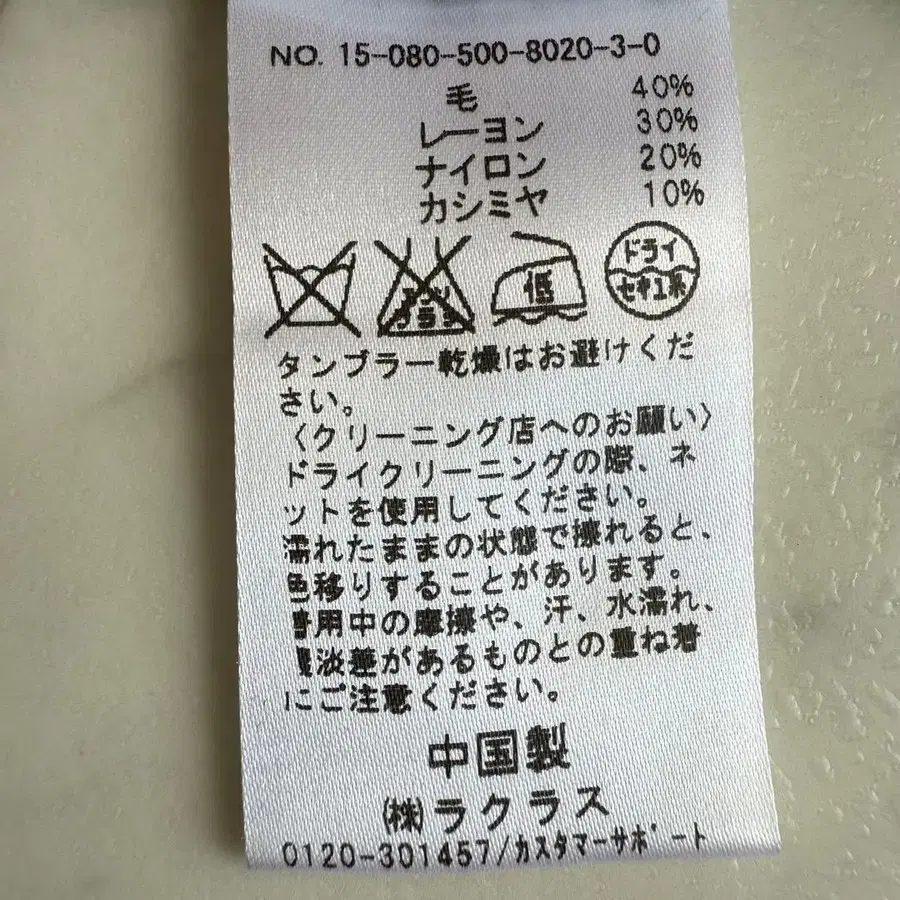 NO. 15-080-500-8020-3-0
毛 40%
レーヨン 30%
ナイロン 20%
カシミヤ 10%
エンソ
サラシ
低
ドライ
セキユ系
タンブラー乾燥はお避けくだ
さい。
〈クリーニング店へのお願い〉
ドライクリーニングの際、ネ
ットを使用してください。
濡れたままの状態で擦れると、
色移りすることがあります。
着用中の摩擦や、汗、水濡れ、
濃淡差があるものとの重ね着
にご注意ください。
中国製
(株)ラクラス
0120-301457/カスタマーサポート